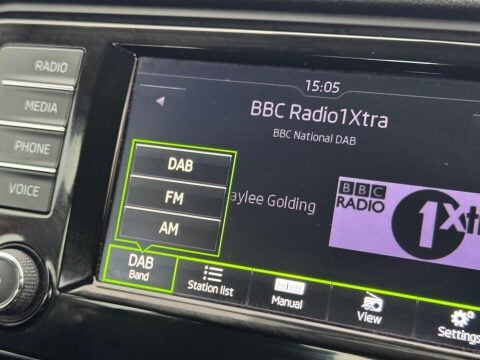 RADIO
MEDIA
PHONE
VOICE
15:05
BBC Radio1Xtra
BBC National DAB
DAB
FM
AM
aylee Golding
BBC
RADIO
1Xtr
DAB
Band
Station list
Manual
View
Settings